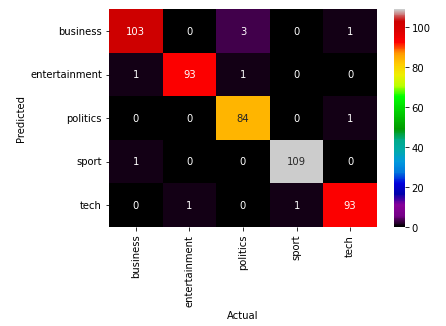 business 103 0 3 0 1
entertainment 1 93 1 0 0
politics 0 0 84 0 1
sport 1 0 0 109 0
tech 0 1 0 1 93
business entertainment politics sport tech
Predicted
Actual
100
80
60
40
20
0